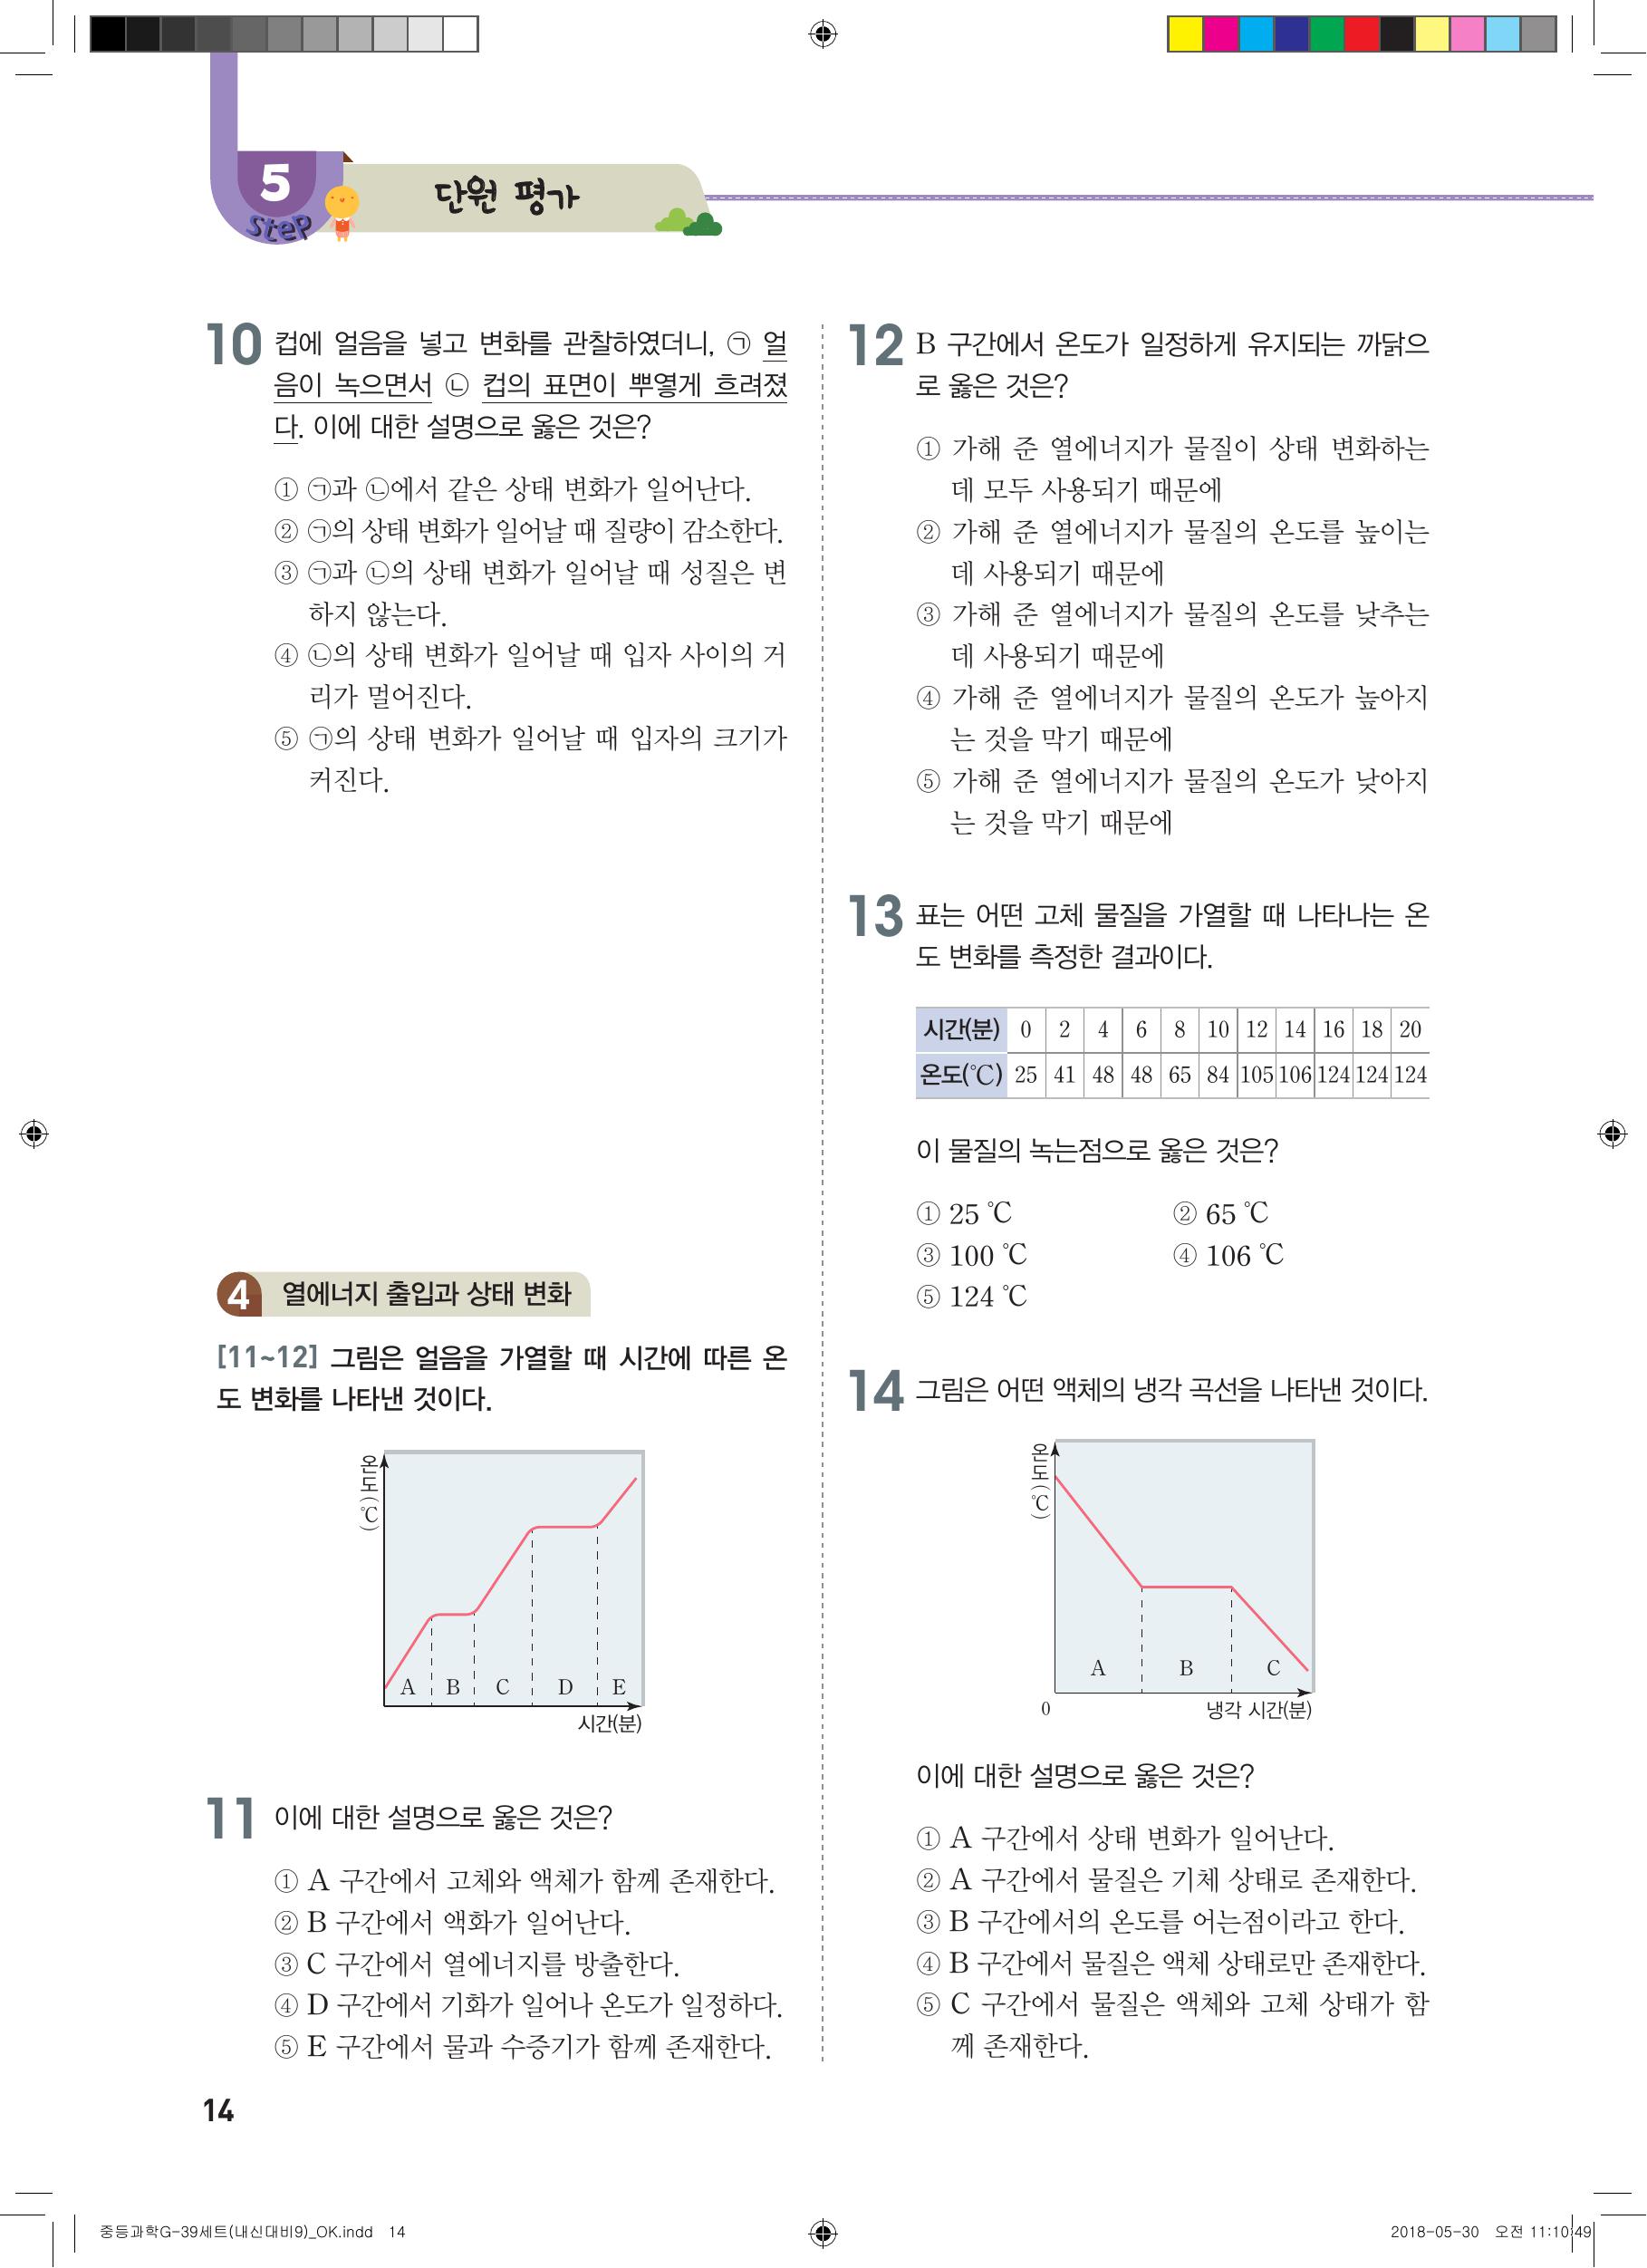 5
Step
단원 평가
10 컵에 얼음을 넣고 변화를 관찰하였더니, ㉠ 얼
음이 녹으면서 ㉡ 컵의 표면이 뿌옇게 흐려졌
다. 이에 대한 설명으로 옳은 것은?
① ㉠과 ㉡에서 같은 상태 변화가 일어난다.
② ㉠의 상태 변화가 일어날 때 질량이 감소한다.
③ ㉠과 ㉡의 상태 변화가 일어날 때 성질은 변
하지 않는다.
④ ㉡의 상태 변화가 일어날 때 입자 사이의 거
리가 멀어진다.
⑤ ㉠의 상태 변화가 일어날 때 입자의 크기가
커진다.
4 열에너지 출입과 상태 변화
[11~12] 그림은 얼음을 가열할 때 시간에 따른 온
도 변화를 나타낸 것이다.
온도(℃)
A B C D E
시간(분)
11 이에 대한 설명으로 옳은 것은?
① A 구간에서 고체와 액체가 함께 존재한다.
② B 구간에서 액화가 일어난다.
③ C 구간에서 열에너지를 방출한다.
④ D 구간에서 기화가 일어나 온도가 일정하다.
⑤ E 구간에서 물과 수증기가 함께 존재한다.
12 B 구간에서 온도가 일정하게 유지되는 까닭으
로 옳은 것은?
① 가해 준 열에너지가 물질이 상태 변화하는
데 모두 사용되기 때문에
② 가해 준 열에너지가 물질의 온도를 높이는
데 사용되기 때문에
③ 가해 준 열에너지가 물질의 온도를 낮추는
데 사용되기 때문에
④ 가해 준 열에너지가 물질의 온도가 높아지
는 것을 막기 때문에
⑤ 가해 준 열에너지가 물질의 온도가 낮아지
는 것을 막기 때문에
13 표는 어떤 고체 물질을 가열할 때 나타나는 온
도 변화를 측정한 결과이다.
시간(분) 0 2 4 6 8 10 12 14 16 18 20
온도(℃) 25 41 48 48 65 84 105 106 124 124 124
이 물질의 녹는점으로 옳은 것은?
① 25 ℃ ② 65 ℃
③ 100 ℃ ④ 106 ℃
⑤ 124 ℃
14 그림은 어떤 액체의 냉각 곡선을 나타낸 것이다.
온도(℃)
A B C
0 냉각 시간(분)
이에 대한 설명으로 옳은 것은?
① A 구간에서 상태 변화가 일어난다.
② A 구간에서 물질은 기체 상태로 존재한다.
③ B 구간에서의 온도를 어는점이라고 한다.
④ B 구간에서 물질은 액체 상태로만 존재한다.
⑤ C 구간에서 물질은 액체와 고체 상태가 함
께 존재한다.
14
중등과학G-39세트(내신대비9)_OK.indd 14
2018-05-30 오전 11:10:49